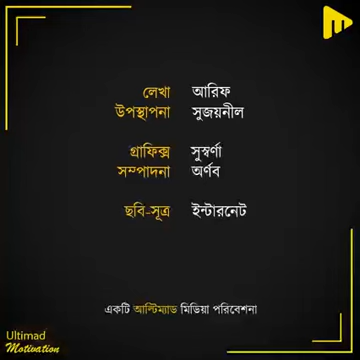 লেখা আরিফ
উপস্থাপনা সুজয়নীল
গ্রাফিক্স সুস্বর্ণা
সম্পাদনা অর্ণব
ছবি-সূত্র ইন্টারনেট
একটি আল্টিম্যাড মিডিয়া পরিবেশনা
Ultimad
Motivation